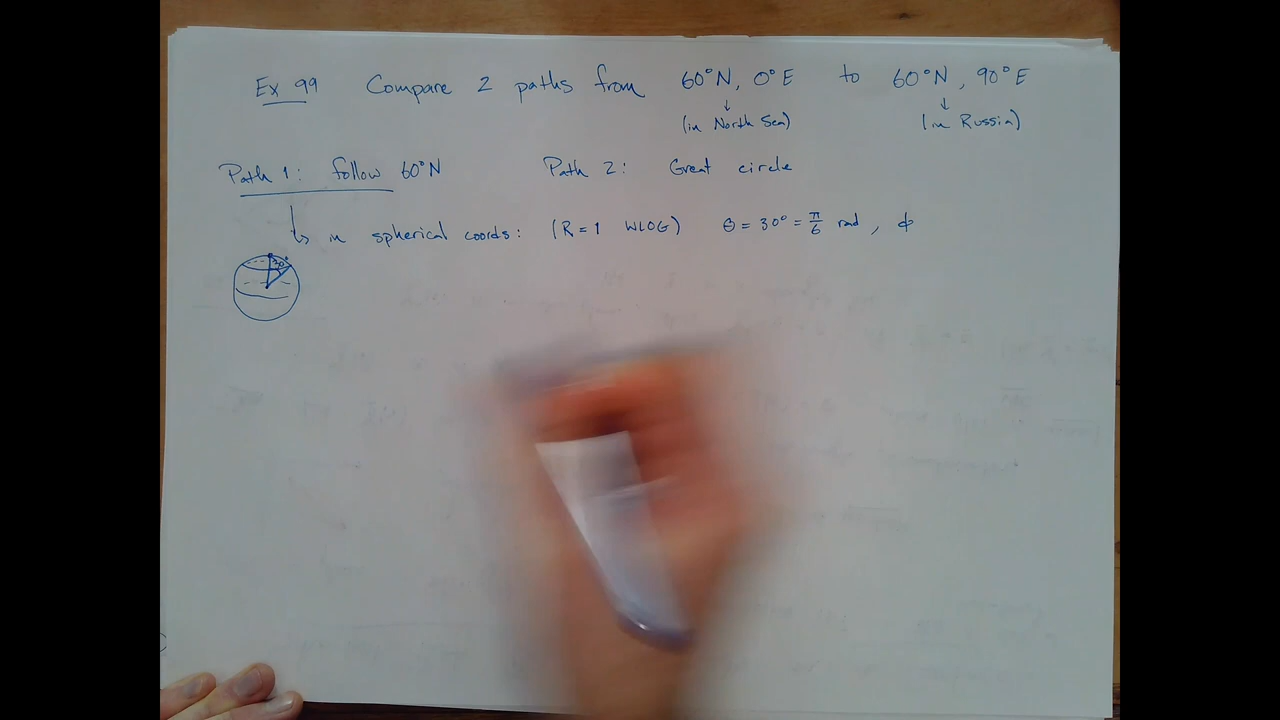 Ex 99 Compare 2 paths from 60°N, 0°E to 60°N, 90°E
↓ ↓
(in North Sea) (in Russia)
Path 1: follow 60°N Path 2: Great circle
↳ in spherical coords: (R = 1 WLOG) θ = 30° = π/6 rad, ϕ
30°